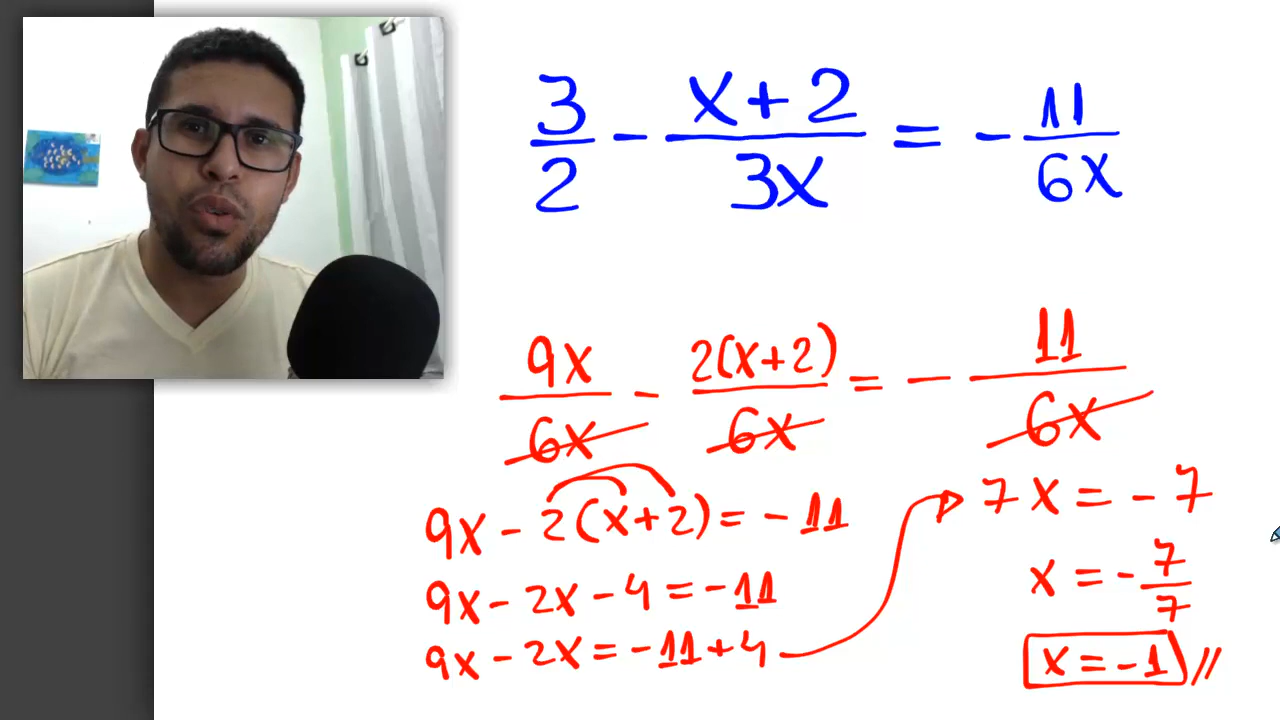 3/2 - (x+2)/3x = - 11/6x
9x/6x - 2(x+2)/6x = - 11/6x
9x - 2(x+2) = - 11
9x - 2x - 4 = - 11
9x - 2x = - 11 + 4
7x = - 7
x = - 7/7
x = - 1 //